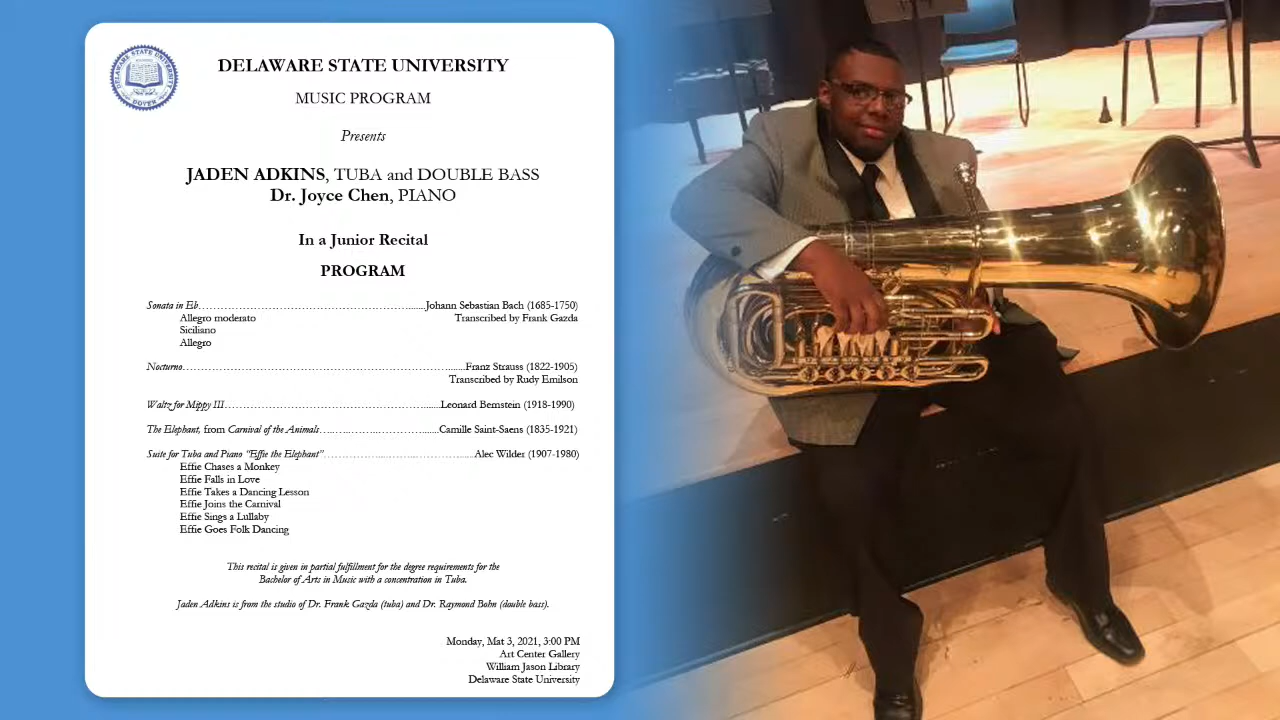 DELAWARE STATE UNIVERSITY
DOVER
DELAWARE STATE UNIVERSITY
MUSIC PROGRAM
Presents
JADEN ADKINS, TUBA and DOUBLE BASS
Dr. Joyce Chen, PIANO
In a Junior Recital
PROGRAM
Sonata in Eb…………………………………………………......Johann Sebastian Bach (1685-1750)
Allegro moderato Transcribed by Frank Gazda
Siciliano
Allegro
Nocturno………………………………………………………………......Franz Strauss (1822-1905)
Transcribed by Rudy Emilson
Waltz for Mippy III………………………………………………......Leonard Bernstein (1918-1990)
The Elephant, from Carnival of the Animals…..…..……..…………......Camille Saint-Saens (1835-1921)
Suite for Tuba and Piano “Effie the Elephant”……………..………..…………......Alec Wilder (1907-1980)
Effie Chases a Monkey
Effie Falls in Love
Effie Takes a Dancing Lesson
Effie Joins the Carnival
Effie Sings a Lullaby
Effie Goes Folk Dancing
This recital is given in partial fulfillment for the degree requirements for the
Bachelor of Arts in Music with a concentration in Tuba.
Jaden Adkins is from the studio of Dr. Frank Gazda (tuba) and Dr. Raymond Bohn (double bass).
Monday, Mat 3, 2021, 3:00 PM
Art Center Gallery
William Jason Library
Delaware State University